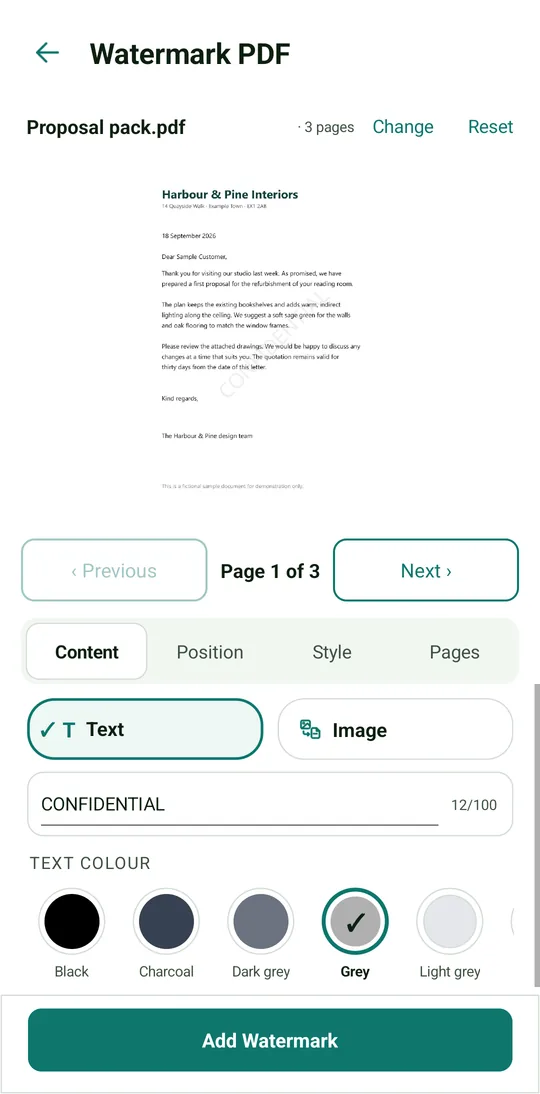 Watermark PDF
Proposal pack.pdf · 3 pages Change Reset
Harbour & Pine Interiors
14 Quayside Walk · Example Town · EX1 2AB
18 September 2026
Dear Sample Customer,
Thank you for visiting our studio last week. As promised, we have
prepared a first proposal for the refurbishment of your reading room.
The plan keeps the existing bookshelves and adds warm, indirect
lighting along the ceiling. We suggest a soft sage green for the walls
and oak flooring to match the window frames.
Please review the attached drawings. We would be happy to discuss any
changes at a time that suits you. The quotation remains valid for
thirty days from the date of this letter.
CONFIDENTIAL
Kind regards,
The Harbour & Pine design team
This is a fictional sample document for demonstration only.
‹ Previous Page 1 of 3 Next ›
Content Position Style Pages
✓ T Text Image
CONFIDENTIAL 12/100
TEXT COLOUR
Black Charcoal Dark grey Grey Light grey
Add Watermark